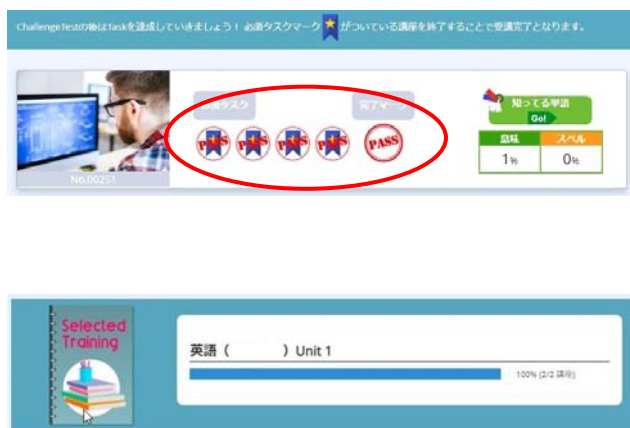 ChallengeTestの後はTaskを達成していきましょう！ 必須タスクマーク がついている講座を終了することで受講完了となります。
必須タスク
完了マーク
PASS PASS PASS PASS PASS
No.00251
知ってる単語
Go!
意味 スペル
1% 0%
Selected
Training
英語（ ）Unit 1
100% (2/2 講座)